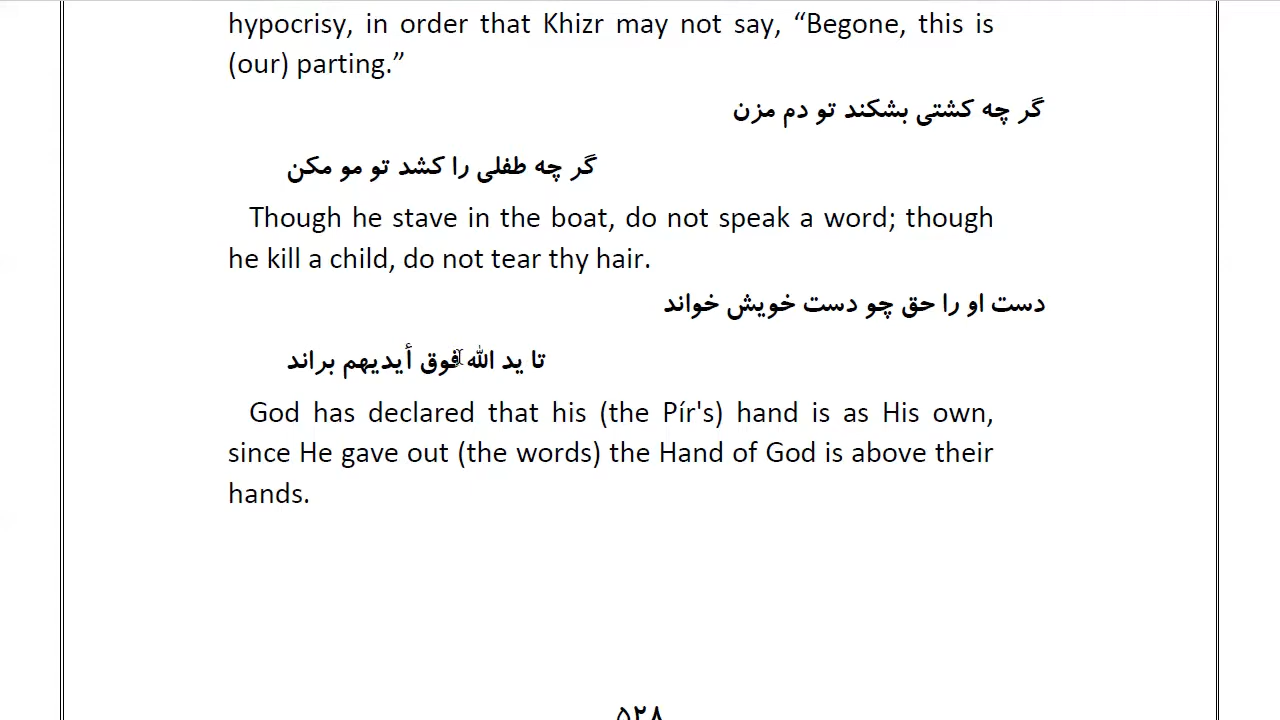 hypocrisy, in order that Khizr may not say, “Begone, this is
(our) parting.”
گر چه کشتی بشکند تو دم مزن
گر چه طفلی را کشد تو مو مکن
Though he stave in the boat, do not speak a word; though
he kill a child, do not tear thy hair.
دست او را حق چو دست خویش خواند
تا ید الله فوق أیدیهم براند
God has declared that his (the Pír's) hand is as His own,
since He gave out (the words) the Hand of God is above their
hands.
۵۲۸